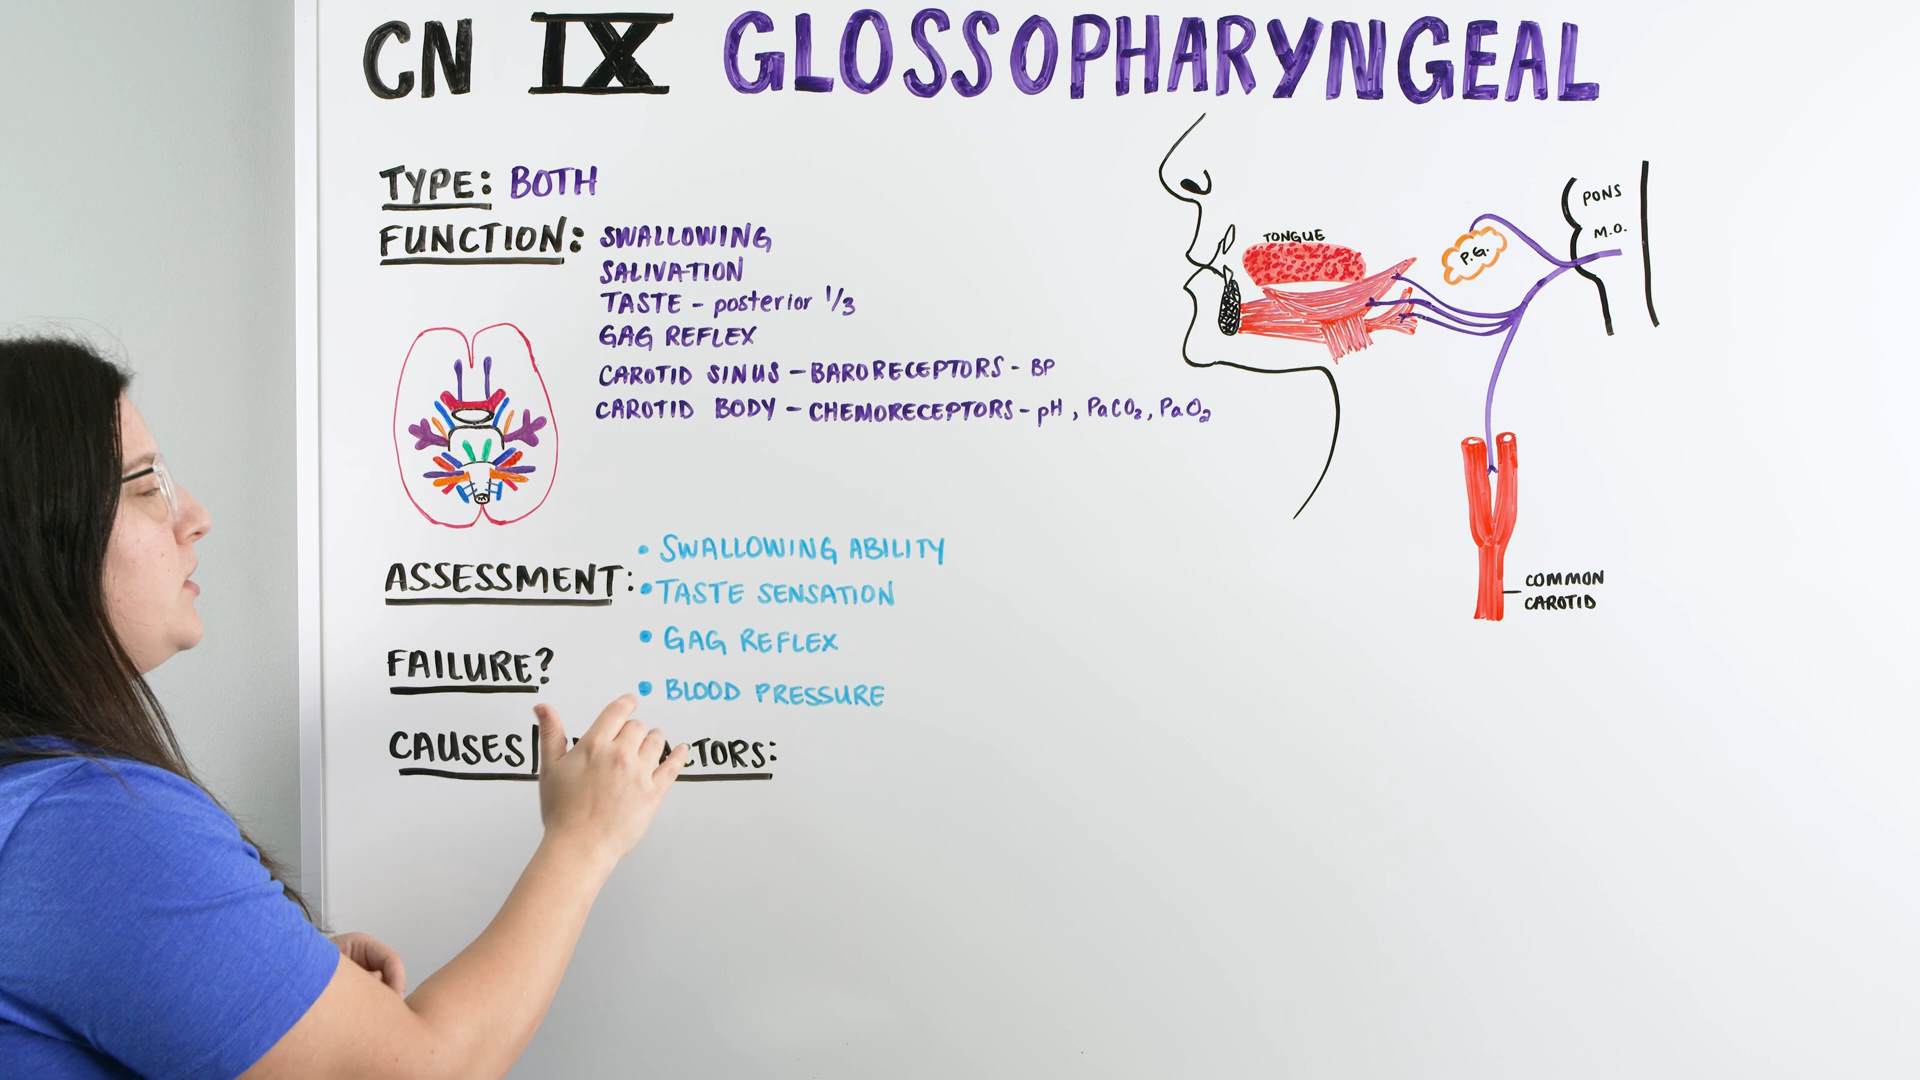 CN IX GLOSSOPHARYNGEAL
TYPE: BOTH
FUNCTION: SWALLOWING
SALIVATION
TASTE - posterior 1/3
GAG REFLEX
CAROTID SINUS - BARORECEPTORS - BP
CAROTID BODY - CHEMORECEPTORS - pH, PaCO₂, PaO₂
ASSESSMENT:
• SWALLOWING ABILITY
• TASTE SENSATION
• GAG REFLEX
• BLOOD PRESSURE
FAILURE?
CAUSES/
TONGUE
P.G.
PONS
M.O.
COMMON
CAROTID